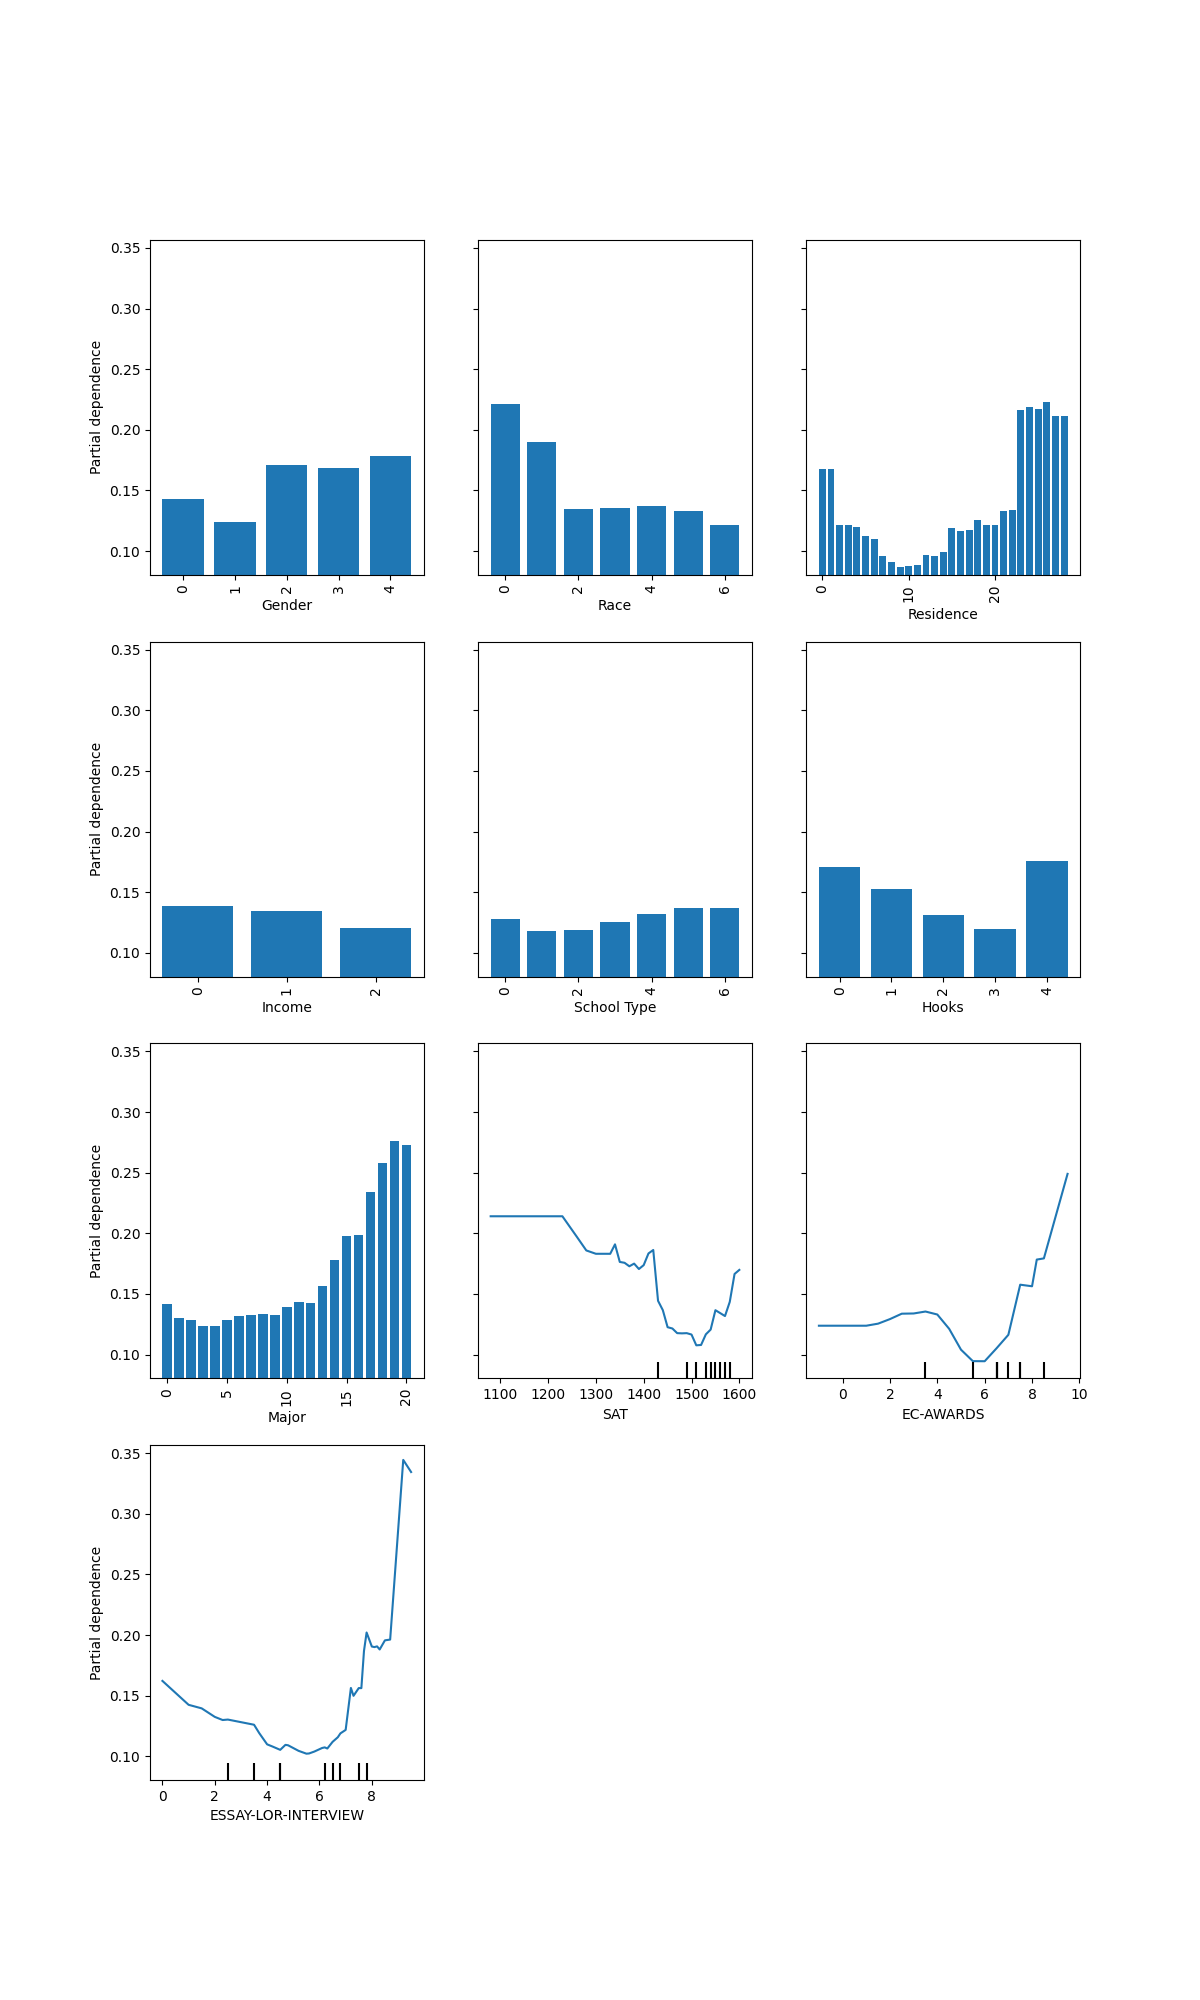 0.35
0.30
0.25
0.20
0.15
0.10
Partial dependence
0 1 2 3 4
Gender
0 2 4 6
Race
0 10 20
Residence
0.35
0.30
0.25
0.20
0.15
0.10
Partial dependence
0 1 2
Income
0 2 4 6
School Type
0 1 2 3 4
Hooks
0.35
0.30
0.25
0.20
0.15
0.10
Partial dependence
0 5 10 15 20
Major
1100 1200 1300 1400 1500 1600
SAT
0 2 4 6 8 10
EC-AWARDS
0.35
0.30
0.25
0.20
0.15
0.10
Partial dependence
0 2 4 6 8
ESSAY-LOR-INTERVIEW